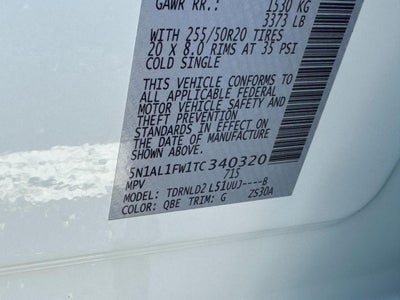 GAWR RR.: 1530 KG
3373 LB
WITH 255/50R20 TIRES
20 x 8.0 RIMS AT 35 PSI
COLD SINGLE
THIS VEHICLE CONFORMS TO
ALL APPLICABLE FEDERAL
MOTOR VEHICLE SAFETY AND
THEFT PREVENTION
STANDARDS IN EFFECT ON
THE DATE OF MANUFACTURE
SHOWN ABOVE.
5N1AL1FW1TC340320
MPV 715
MODEL: TDRNLD2 L51UUJ----B
COLOR: QBE TRIM: G 2S30A